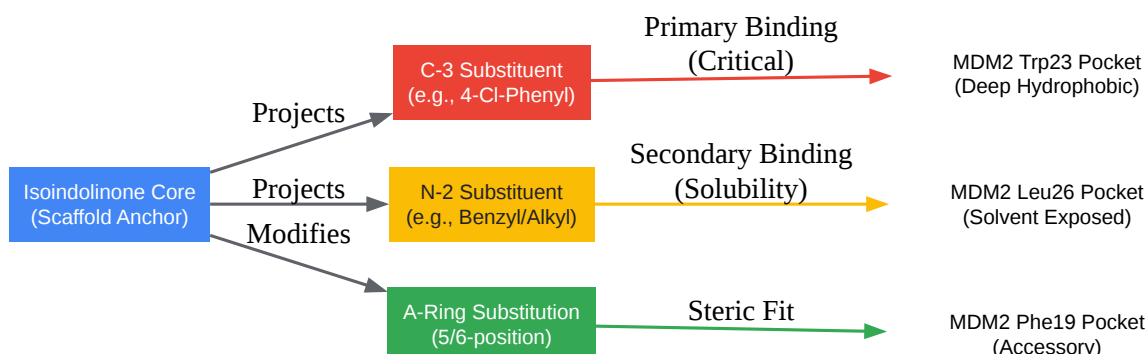 Primary Binding
(Critical)
C-3 Substituent
(e.g., 4-Cl-Phenyl)
MDM2 Trp23 Pocket
(Deep Hydrophobic)
Projects
Isoindolinone Core
(Scaffold Anchor)
Projects
N-2 Substituent
(e.g., Benzyl/Alkyl)
Secondary Binding
(Solubility)
MDM2 Leu26 Pocket
(Solvent Exposed)
Modifies
A-Ring Substitution
(5/6-position)
Steric Fit
MDM2 Phe19 Pocket
(Accessory)